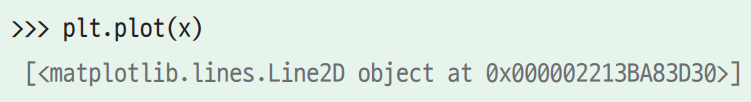 >>> plt.plot(x)
[<matplotlib.lines.Line2D object at 0x000002213BA83D30>]